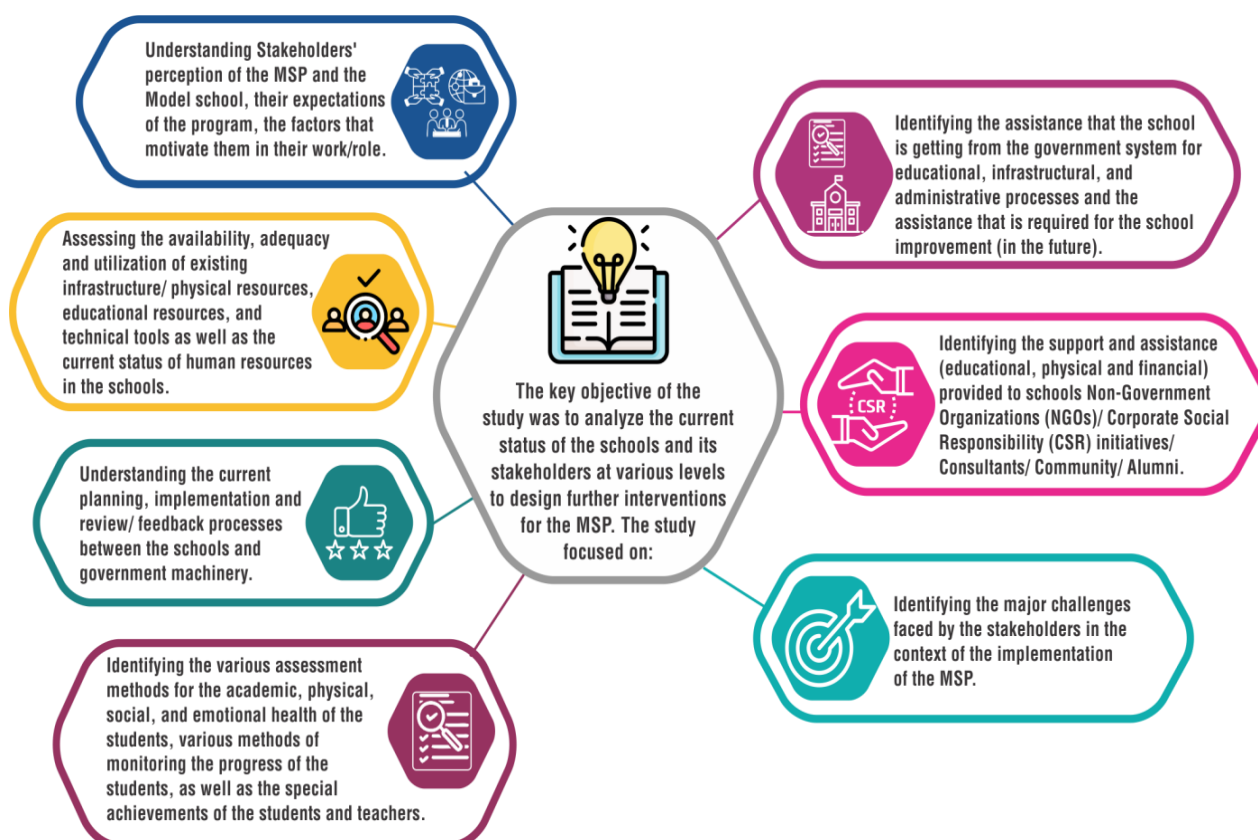 Understanding Stakeholders'
perception of the MSP and the
Model school, their expectations
of the program, the factors that
motivate them in their work/role.
Assessing the availability, adequacy
and utilization of existing
infrastructure/ physical resources,
educational resources, and
technical tools as well as the
current status of human resources
in the schools.
Understanding the current
planning, implementation and
review/ feedback processes
between the schools and
government machinery.
Identifying the various assessment
methods for the academic, physical,
social, and emotional health of the
students, various methods of
monitoring the progress of the
students, as well as the special
achievements of the students and teachers.
The key objective of the
study was to analyze the current
status of the schools and its
stakeholders at various levels
to design further interventions
for the MSP. The study
focused on:
Identifying the assistance that the school
is getting from the government system for
educational, infrastructural, and
administrative processes and the
assistance that is required for the school
improvement (in the future).
CSR
Identifying the support and assistance
(educational, physical and financial)
provided to schools Non-Government
Organizations (NGOs)/ Corporate Social
Responsibility (CSR) initiatives/
Consultants/ Community/ Alumni.
Identifying the major challenges
faced by the stakeholders in the
context of the implementation
of the MSP.